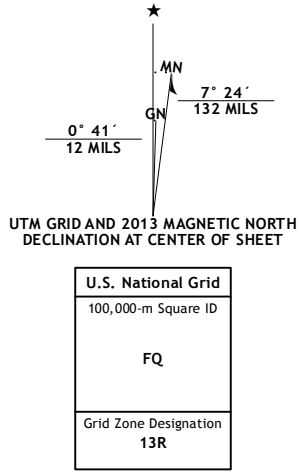 MN
7° 24´
132 MILS
GN
0° 41´
12 MILS
UTM GRID AND 2013 MAGNETIC NORTH
DECLINATION AT CENTER OF SHEET
U.S. National Grid
100,000-m Square ID
FQ
Grid Zone Designation
13R